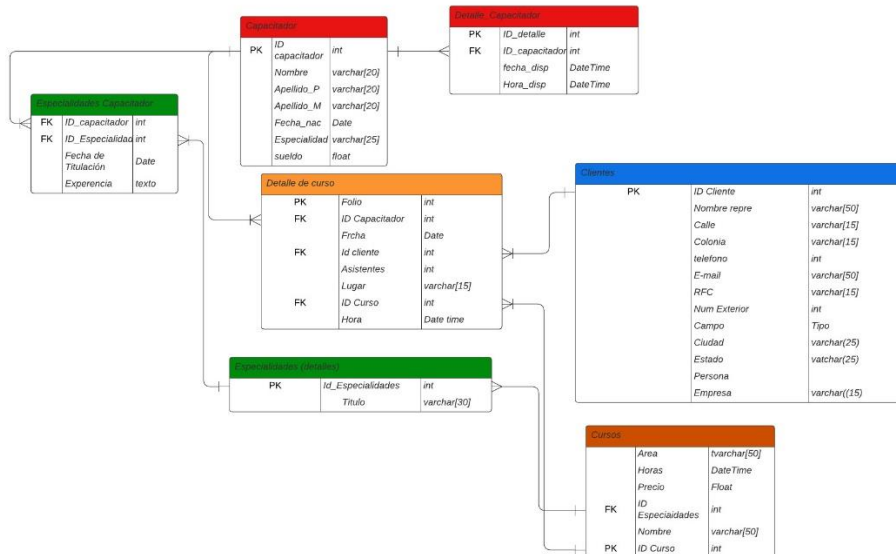 Capacitador
PK ID capacitador int
Nombre varchar[20]
Apellido_P varchar[20]
Apellido_M varchar[20]
Fecha_nac Date
Especialidad varchar[25]
sueldo float
Detalle_Capacitador
PK ID_detalle int
FK ID_capacitador int
fecha_disp DateTime
Hora_disp DateTime
Especialidades Capacitador
FK ID_capacitador int
FK ID_Especialidad int
Fecha de Titulación Date
Experencia texto
Detalle de curso
PK Folio int
FK ID Capacitador int
Frcha Date
FK Id cliente int
Asistentes int
Lugar varchar[15]
FK ID Curso int
Hora Date time
Clientes
PK ID Cliente int
Nombre repre varchar[50]
Calle varchar[15]
Colonia varchar[15]
telefono int
E-mail varchar[50]
RFC varchar[15]
Num Exterior int
Campo Tipo
Ciudad varchar(25)
Estado vatchar(25)
Persona
Empresa varchar((15)
Especialidades (detalles)
PK Id_Especialidades int
Titulo varchar[30]
Cursos
Area tvarchar[50]
Horas DateTime
Precio Float
FK ID Especiaidades int
Nombre varchar[50]
PK ID Curso int